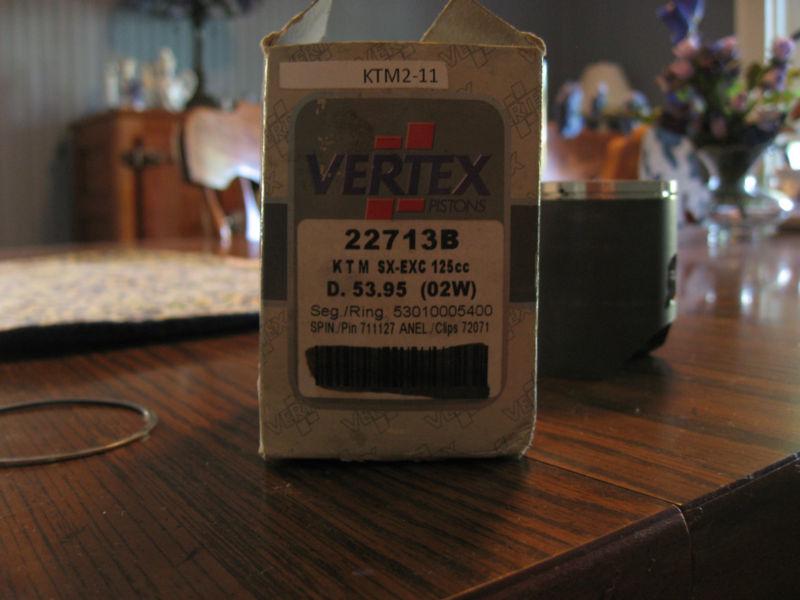 KTM2-11
VERTEX
PISTONS
22713B
KTM SX-EXC 125cc
D. 53.95 (02W)
Seg./Ring. 53010005400
SPIN./Pin 711127 ANEL./Clips 72071